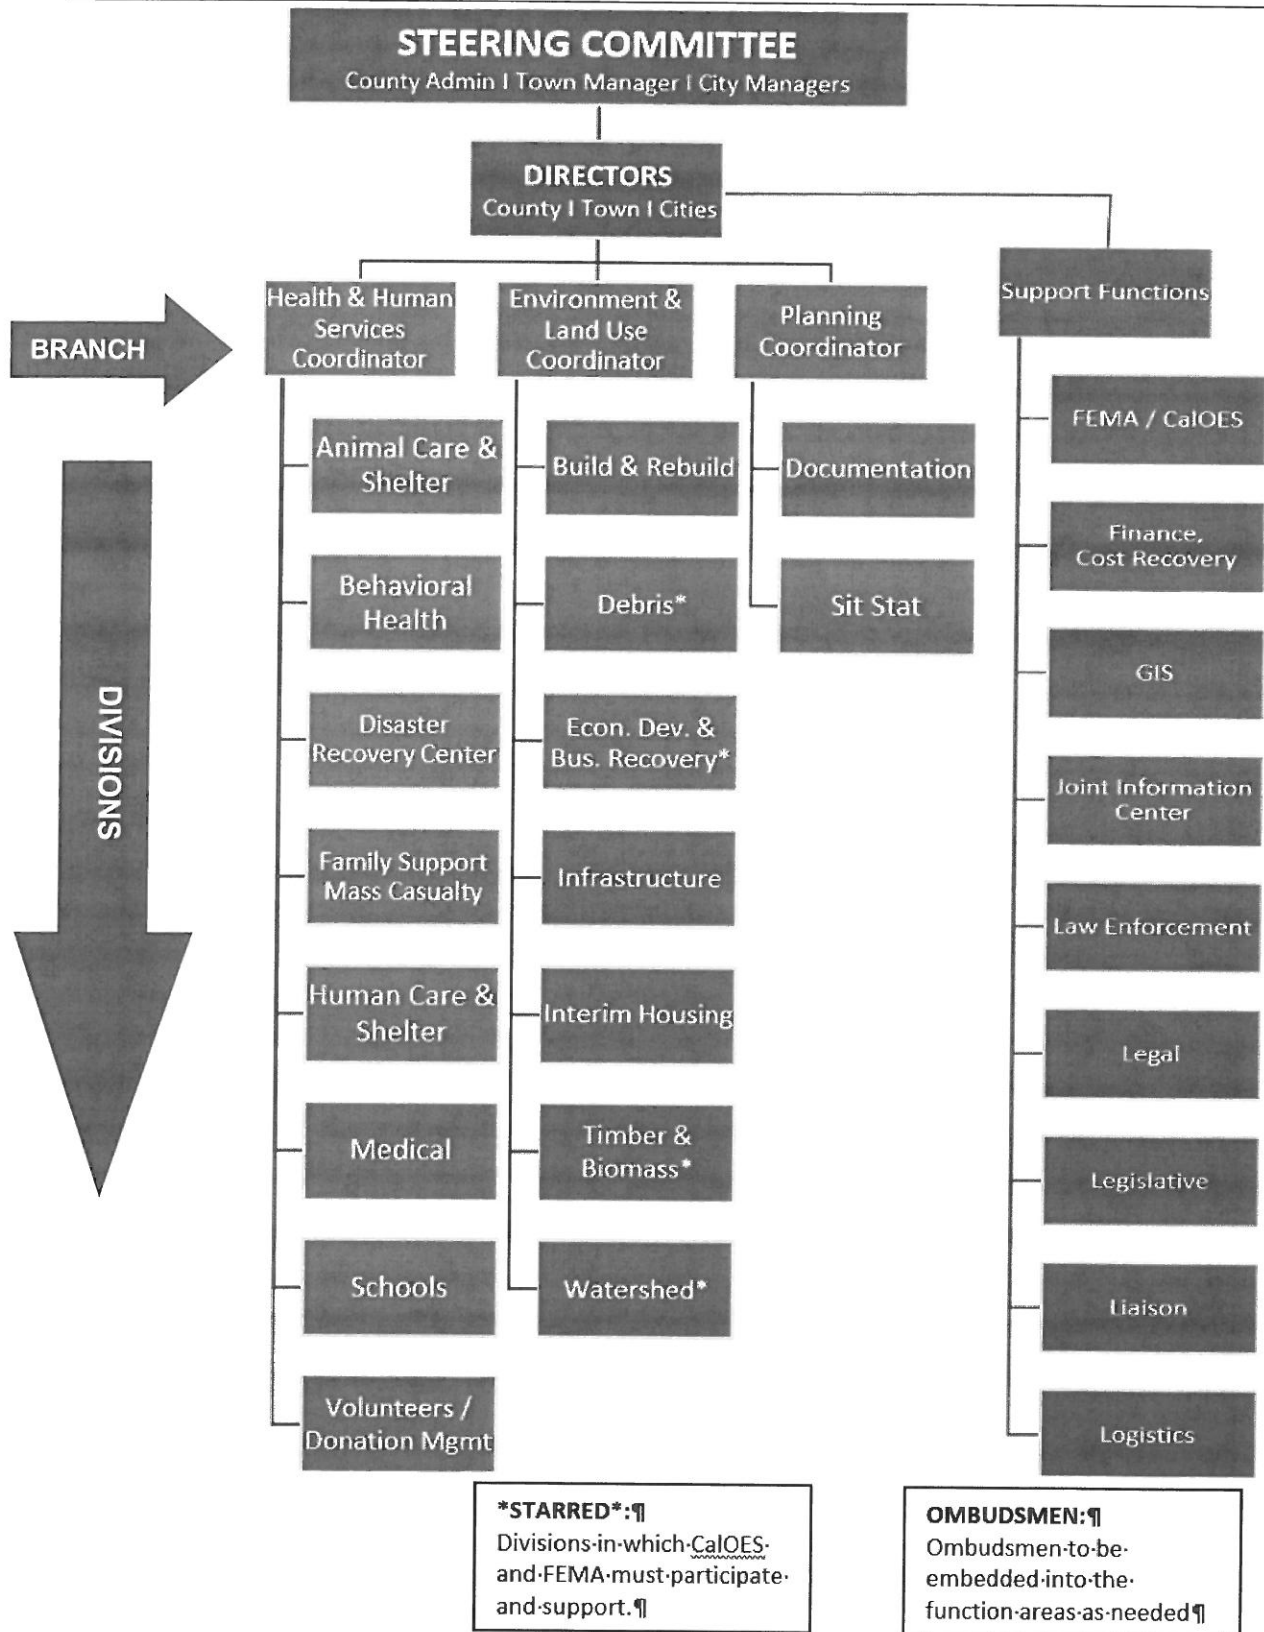 STEERING COMMITTEE
County Admin I Town Manager I City Managers
DIRECTORS
County I Town I Cities
BRANCH
Health & Human
Services
Coordinator
Environment &
Land Use
Coordinator
Planning
Coordinator
Support Functions
DIVISIONS
Animal Care &
Shelter
Behavioral
Health
Disaster
Recovery Center
Family Support
Mass Casualty
Human Care &
Shelter
Medical
Schools
Volunteers /
Donation Mgmt
Build & Rebuild
Debris*
Econ. Dev. &
Bus. Recovery*
Infrastructure
Interim Housing
Timber &
Biomass*
Watershed*
Documentation
Sit Stat
FEMA / CalOES
Finance,
Cost Recovery
GIS
Joint Information
Center
Law Enforcement
Legal
Legislative
Liaison
Logistics
*STARRED*:¶
Divisions·in·which·CalOES·
and·FEMA·must·participate·
and·support.¶
OMBUDSMEN:¶
Ombudsmen·to·be·
embedded·into·the·
function·areas·as·needed¶